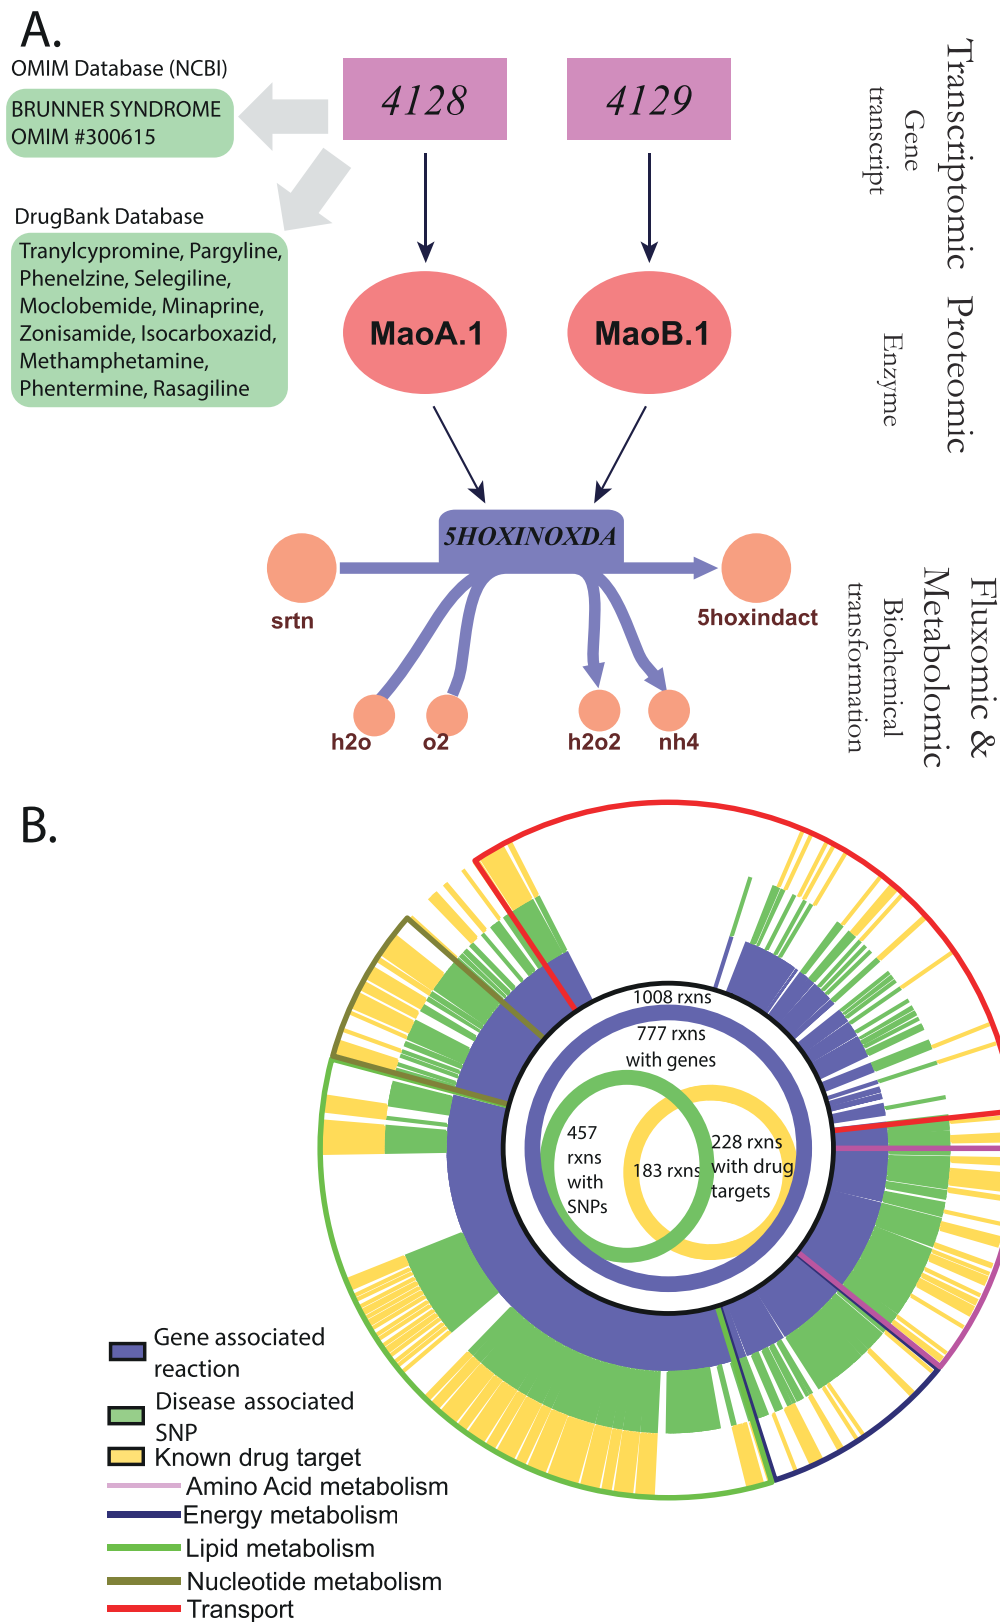 A.
OMIM Database (NCBI)
BRUNNER SYNDROME
OMIM #300615
DrugBank Database
Tranylcypromine, Pargyline,
Phenelzine, Selegiline,
Moclobemide, Minaprine,
Zonisamide, Isocarboxazid,
Methamphetamine,
Phentermine, Rasagiline
4128
4129
MaoA.1
MaoB.1
5HOXINOXDA
srtn
5hoxindact
h2o
o2
h2o2
nh4
Transcriptomic
Gene
transcript
Proteomic
Enzyme
Fluxomic &
Metabolomic
Biochemical
transformation
B.
1008 rxns
777 rxns
with genes
457
rxns
with
SNPs
183 rxns
228 rxns
with drug
targets
Gene associated
reaction
Disease associated
SNP
Known drug target
Amino Acid metabolism
Energy metabolism
Lipid metabolism
Nucleotide metabolism
Transport